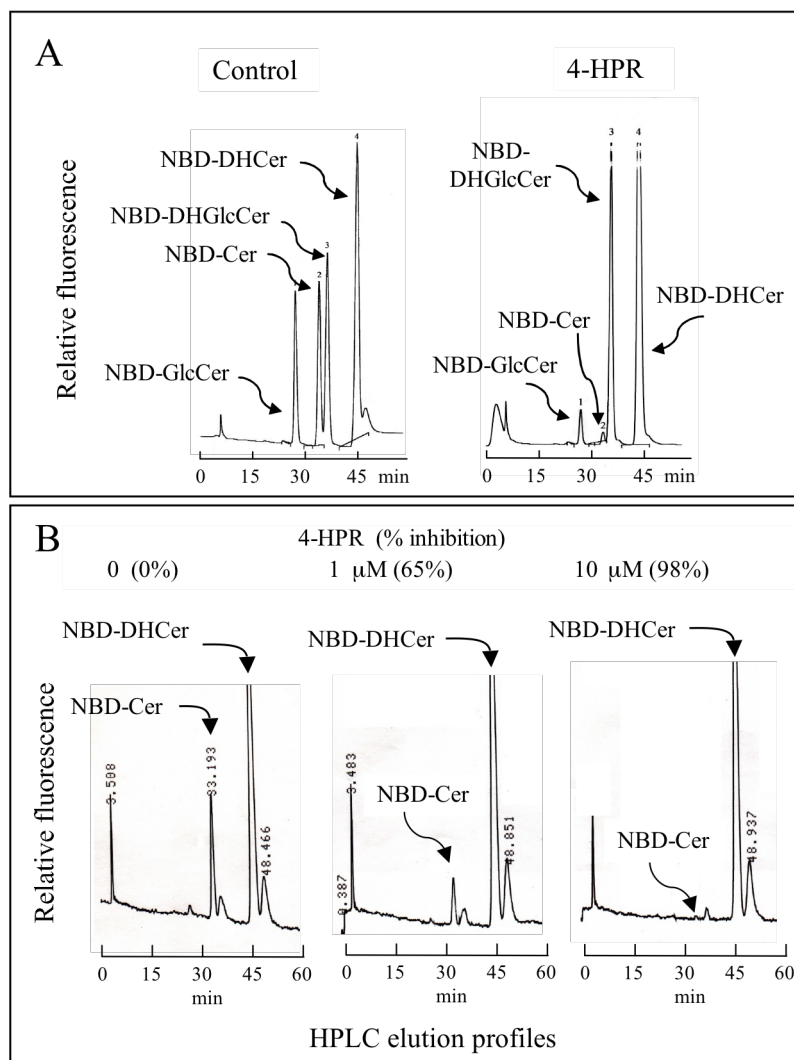 A
Control
4-HPR
Relative fluorescence
NBD-DHCer
NBD-DHGlcCer
NBD-Cer
NBD-GlcCer
2
3
4
0 30 45 min
NBD-
DHGlcCer
NBD-Cer
NBD-GlcCer
NBD-DHCer
1
2
3
4
0 15 30 45 min
B
4-HPR (% inhibition)
0 (0%) 1 μM (65%) 10 μM (98%)
Relative fluorescence
NBD-DHCer
NBD-Cer
3.508
33.193
48.466
0 15 30 45 60
min
NBD-DHCer
NBD-Cer
0.387
3.483
48.851
0 15 30 45 60
min
NBD-DHCer
NBD-Cer
48.937
0 15 30 45 60
min
HPLC elution profiles